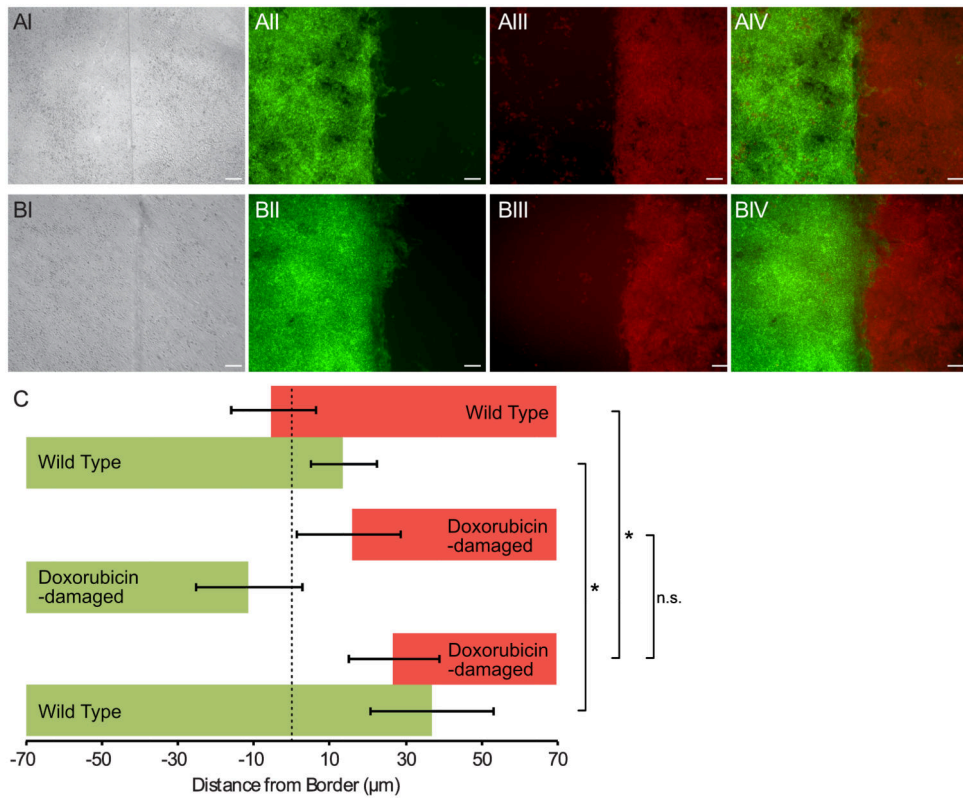 AI AII AIII AIV
BI BII BIII BIV
C
Wild Type
Wild Type
Doxorubicin
-damaged
Doxorubicin
-damaged
Doxorubicin
-damaged
Wild Type
*
*
n.s.
-70 -50 -30 -10 10 30 50 70
Distance from Border (µm)